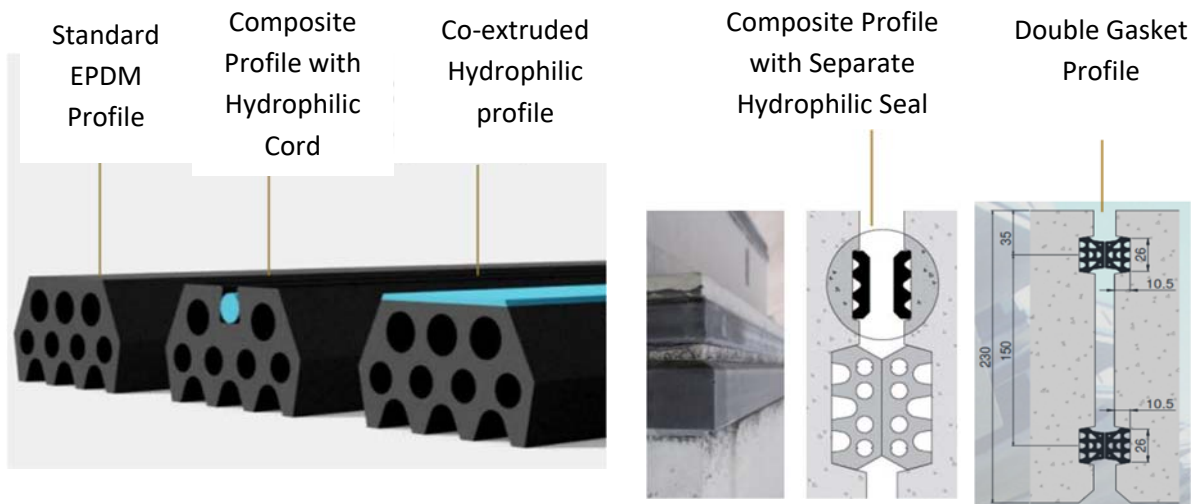 Standard
EPDM
Profile
Composite
Profile with
Hydrophilic
Cord
Co-extruded
Hydrophilic
profile
Composite Profile
with Separate
Hydrophilic Seal
Double Gasket
Profile
35
26
10.5
230
150
10.5
26